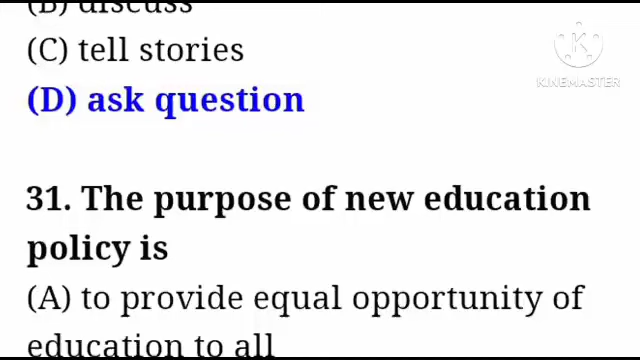 (B) discuss
(C) tell stories
(D) ask question
31. The purpose of new education
policy is
(A) to provide equal opportunity of
education to all
K
KINEMASTER